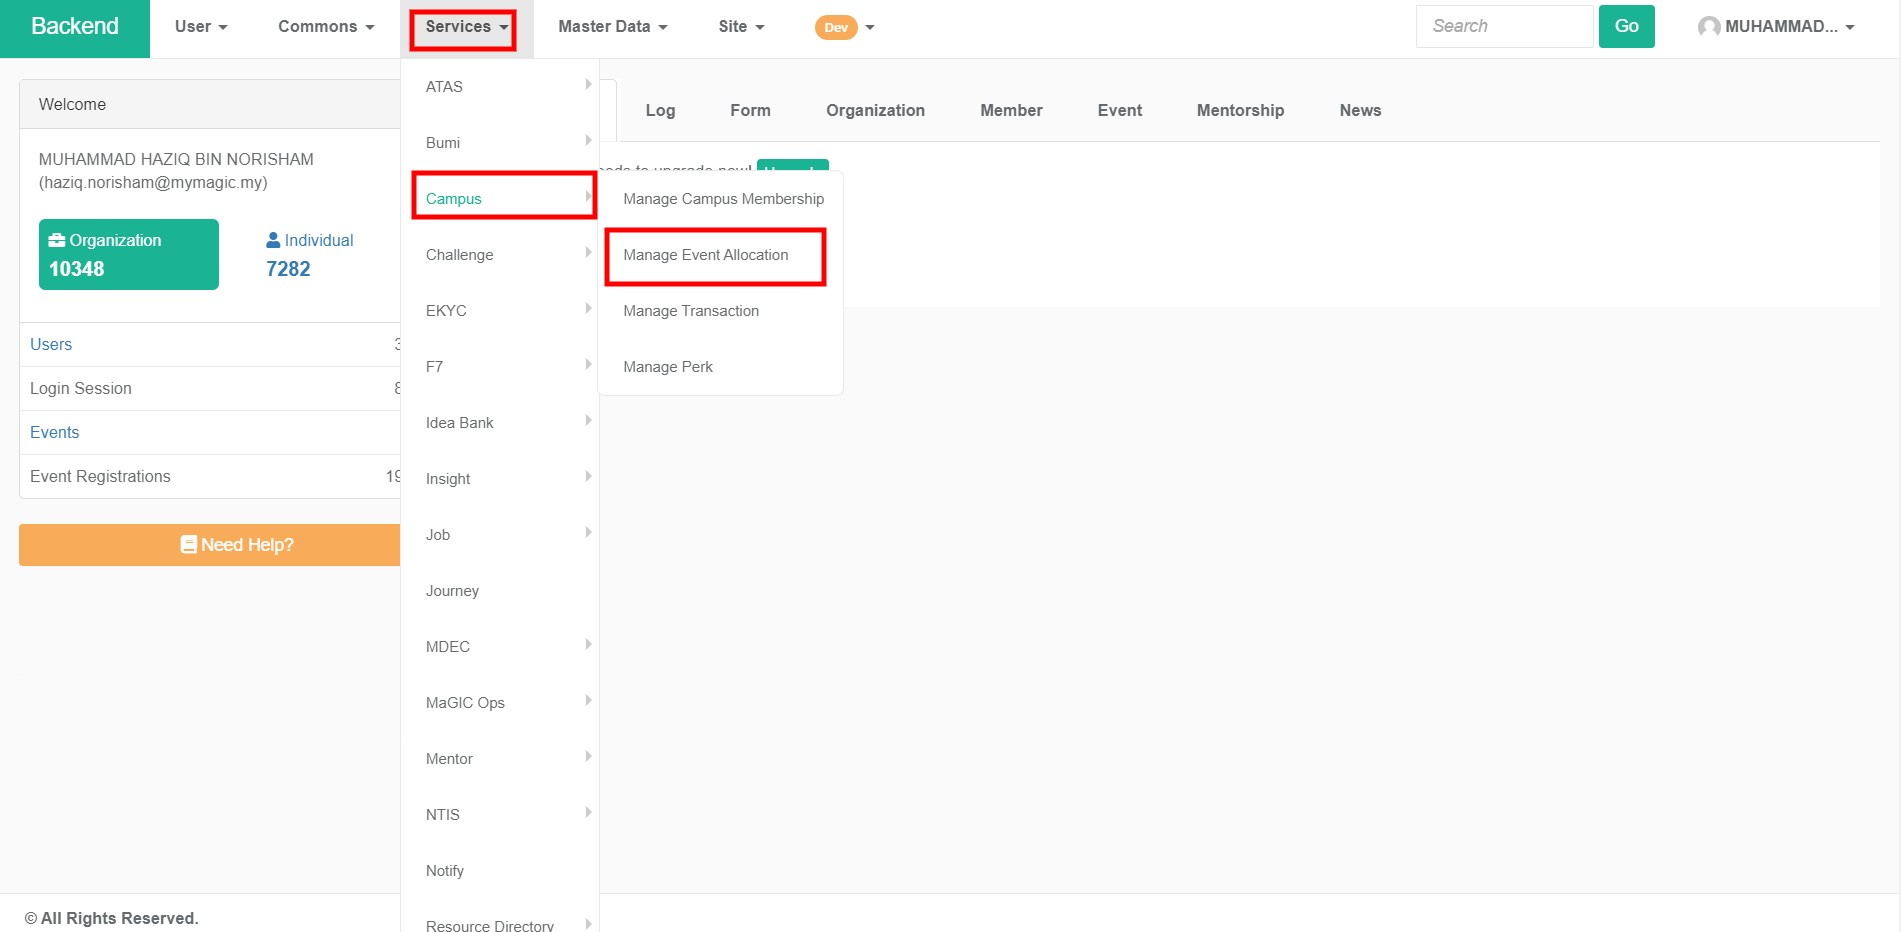 Backend
User
Commons
Services
Master Data
Site
Dev
Search
Go
MUHAMMAD...
Welcome
MUHAMMAD HAZIQ BIN NORISHAM
(haziq.norisham@mymagic.my)
Organization
10348
Individual
7282
Users
Login Session
Events
Event Registrations
19
Need Help?
ATAS
Bumi
Campus
Challenge
EKYC
F7
Idea Bank
Insight
Job
Journey
MDEC
MaGIC Ops
Mentor
NTIS
Notify
Resource Directory
Manage Campus Membership
Manage Event Allocation
Manage Transaction
Manage Perk
Log
Form
Organization
Member
Event
Mentorship
News
to upgrade now!
© All Rights Reserved.